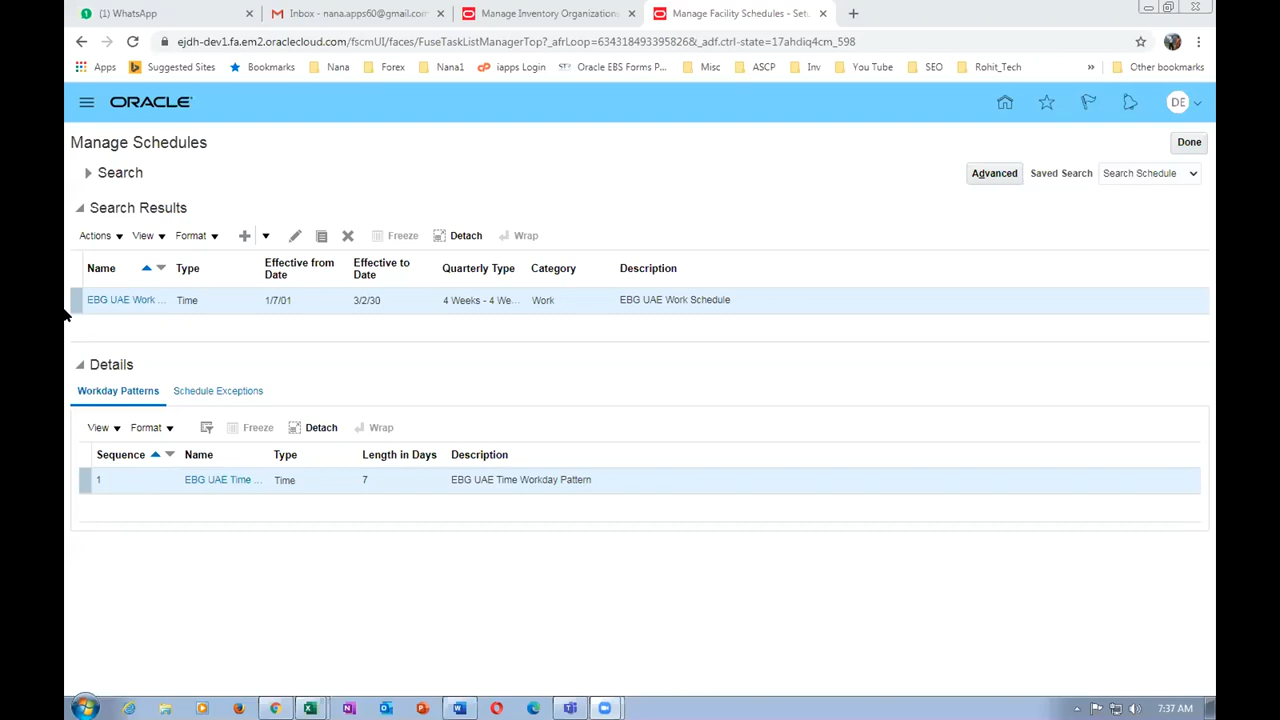 (1) WhatsApp
Inbox - nana.apps60@gmail.com
Manage Inventory Organizations
Manage Facility Schedules - Setu
ejdh-dev1.fa.em2.oraclecloud.com/fscmUI/faces/FuseTaskListManagerTop?_afrLoop=634318493395826&_adf.ctrl-state=17ahdiq4cm_598
Apps Suggested Sites Bookmarks Nana Forex Nana1 iapps Login Oracle EBS Forms P... Misc ASCP Inv You Tube SEO Rohit_Tech » Other bookmarks
ORACLE DE
Manage Schedules Done
Search Advanced Saved Search Search Schedule
Search Results
Actions View Format Freeze Detach Wrap
Name Type Effective from Date Effective to Date Quarterly Type Category Description
EBG UAE Work ... Time 1/7/01 3/2/30 4 Weeks - 4 We... Work EBG UAE Work Schedule
Details
Workday Patterns Schedule Exceptions
View Format Freeze Detach Wrap
Sequence Name Type Length in Days Description
1 EBG UAE Time ... Time 7 EBG UAE Time Workday Pattern
7:37 AM